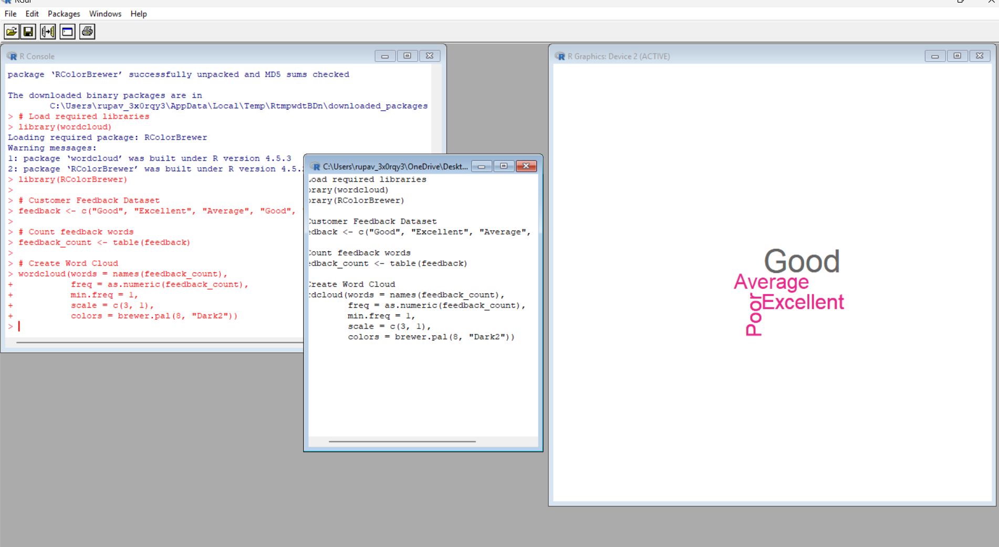 RGui
File Edit Packages Windows Help
R Console
package ‘RColorBrewer’ successfully unpacked and MD5 sums checked
The downloaded binary packages are in
C:\Users\rupav_3x0rqy3\AppData\Local\Temp\RtmpwdtBDn\downloaded_packages
> # Load required libraries
> library(wordcloud)
Loading required package: RColorBrewer
Warning messages:
1: package ‘wordcloud’ was built under R version 4.5.3
2: package ‘RColorBrewer’ was built under R version 4.5.
> library(RColorBrewer)
>
> # Customer Feedback Dataset
> feedback <- c("Good", "Excellent", "Average", "Good",
>
> # Count feedback words
> feedback_count <- table(feedback)
>
> # Create Word Cloud
> wordcloud(words = names(feedback_count),
+ freq = as.numeric(feedback_count),
+ min.freq = 1,
+ scale = c(3, 1),
+ colors = brewer.pal(8, "Dark2"))
>
C:\Users\rupav_3x0rqy3\OneDrive\Deskt...
oad required libraries
rary(wordcloud)
rary(RColorBrewer)
ustomer Feedback Dataset
dback <- c("Good", "Excellent", "Average",
ount feedback words
dback_count <- table(feedback)
reate Word Cloud
rdcloud(words = names(feedback_count),
freq = as.numeric(feedback_count),
min.freq = 1,
scale = c(3, 1),
colors = brewer.pal(8, "Dark2"))
R Graphics: Device 2 (ACTIVE)
Good
Average
Excellent
Poor